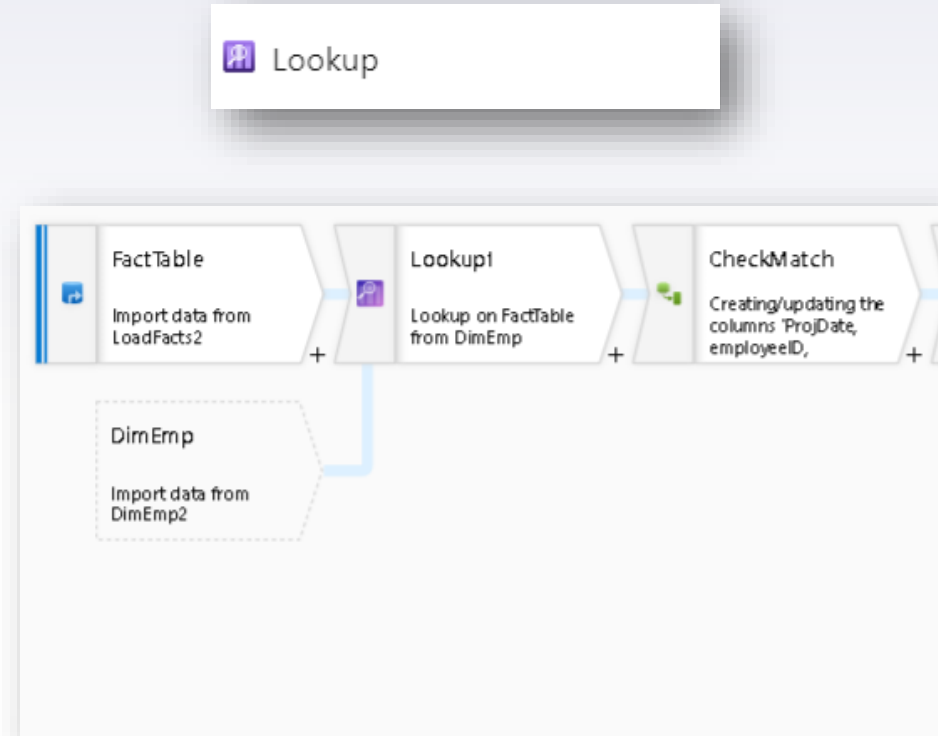 Lookup
FactTable
Import data from
LoadFacts2
+
Lookup1
Lookup on FactTable
from DimEmp
+
CheckMatch
Creating/updating the
columns 'ProjDate,
employeeID,
+
DimEmp
Import data from
DimEmp2